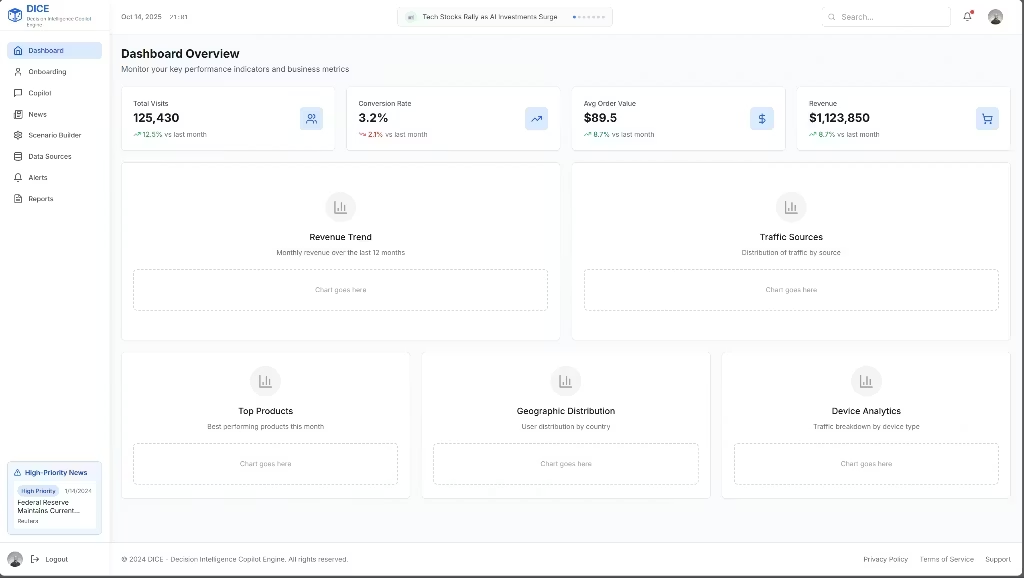 DICE
Decision Intelligence Copilot
Engine
Oct 14, 2025 21:01
Tech Stocks Rally as AI Investments Surge
Search...
Dashboard
Onboarding
Copilot
News
Scenario Builder
Data Sources
Alerts
Reports
High-Priority News
High Priority 1/14/2024
Federal Reserve
Maintains Current...
Reuters
Logout
Dashboard Overview
Monitor your key performance indicators and business metrics
Total Visits
125,430
12.5% vs last month
Conversion Rate
3.2%
2.1% vs last month
Avg Order Value
$89.5
8.7% vs last month
Revenue
$1,123,850
8.7% vs last month
Revenue Trend
Monthly revenue over the last 12 months
Chart goes here
Traffic Sources
Distribution of traffic by source
Chart goes here
Top Products
Best performing products this month
Chart goes here
Geographic Distribution
User distribution by country
Chart goes here
Device Analytics
Traffic breakdown by device type
Chart goes here
© 2024 DICE - Decision Intelligence Copilot Engine. All rights reserved.
Privacy Policy Terms of Service Support